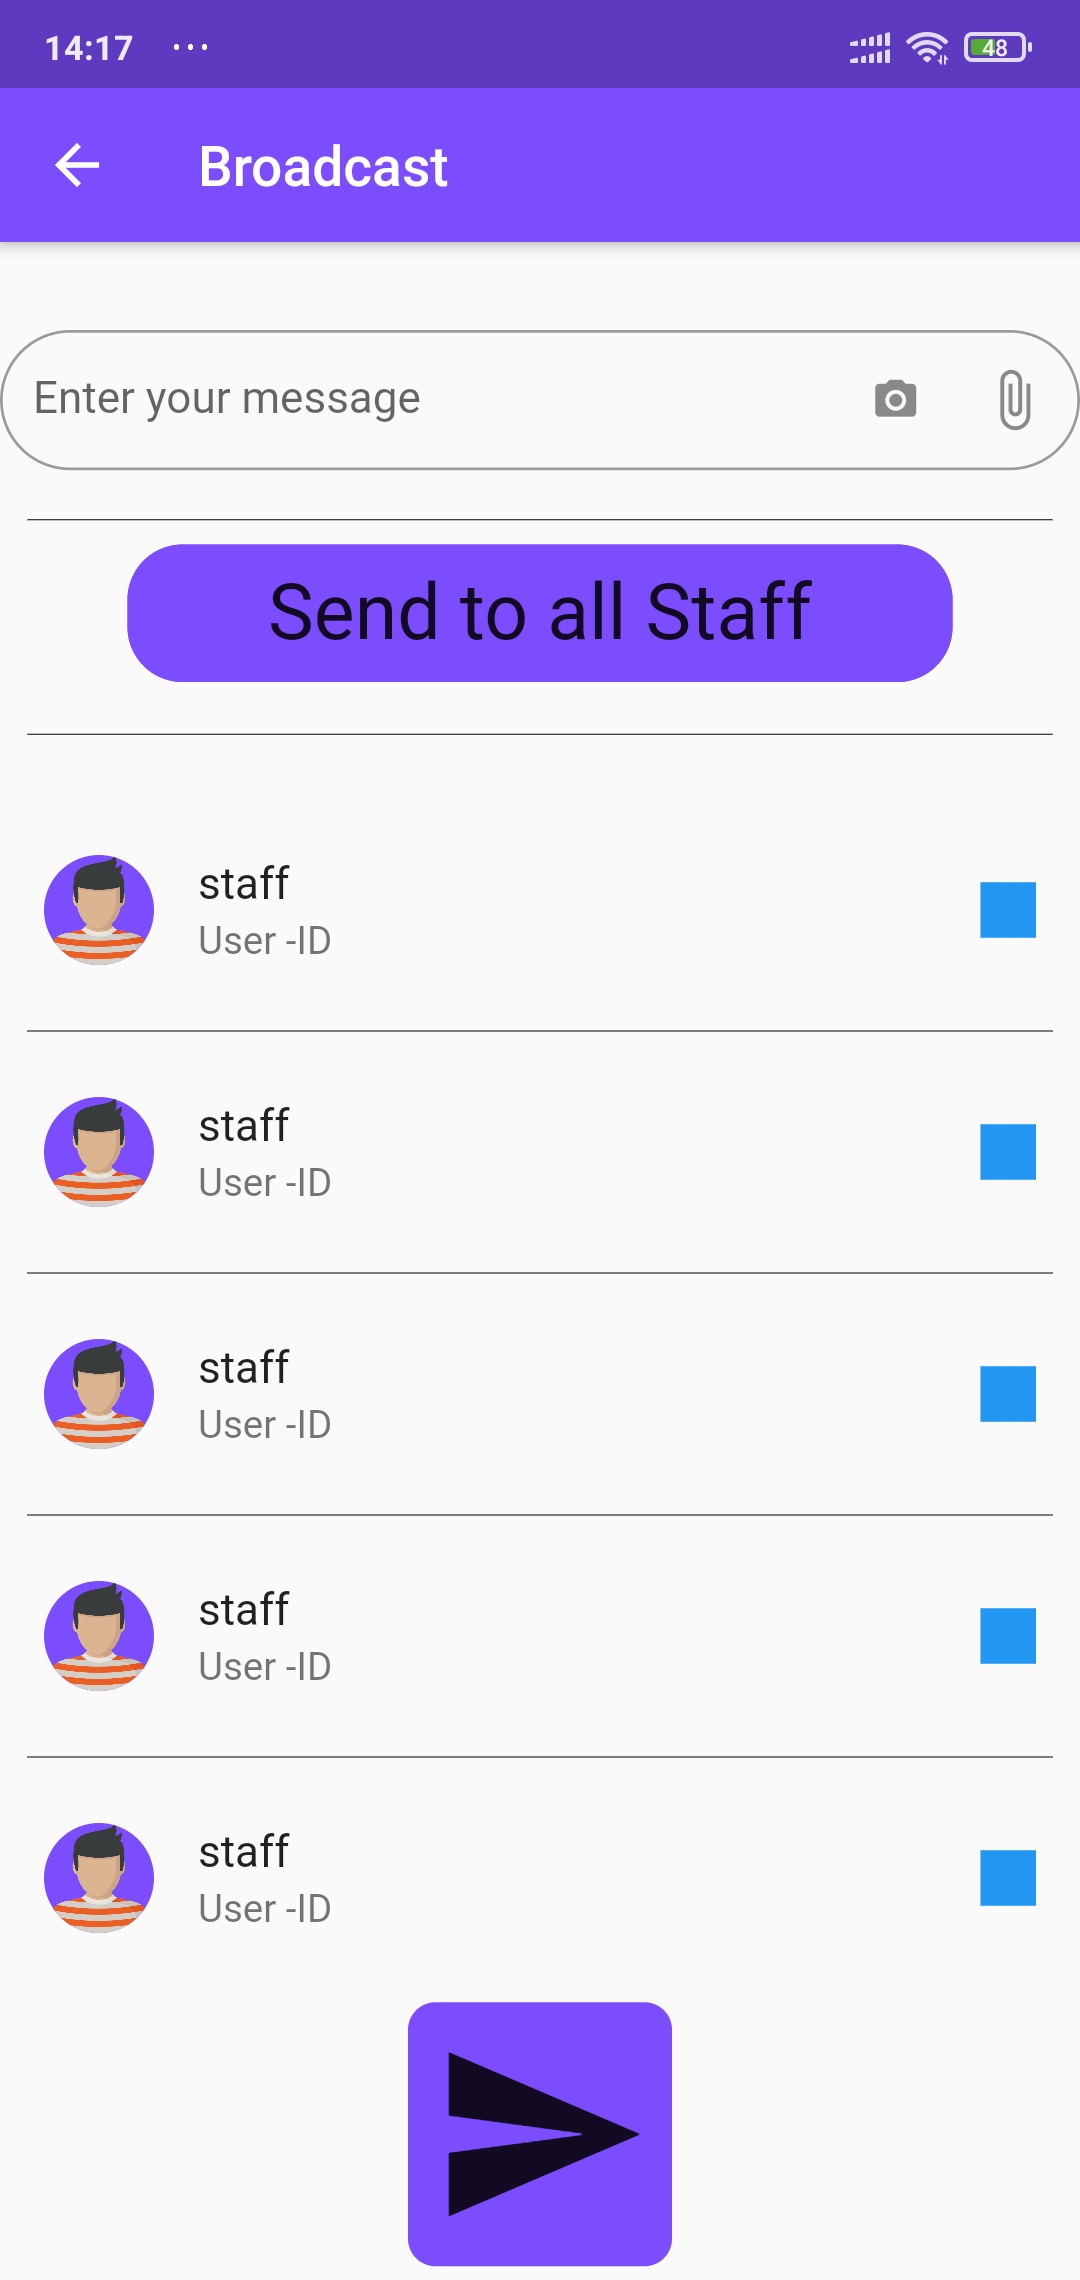 14:17 ... 48
Broadcast
Enter your message
Send to all Staff
staff
User -ID
staff
User -ID
staff
User -ID
staff
User -ID
staff
User -ID